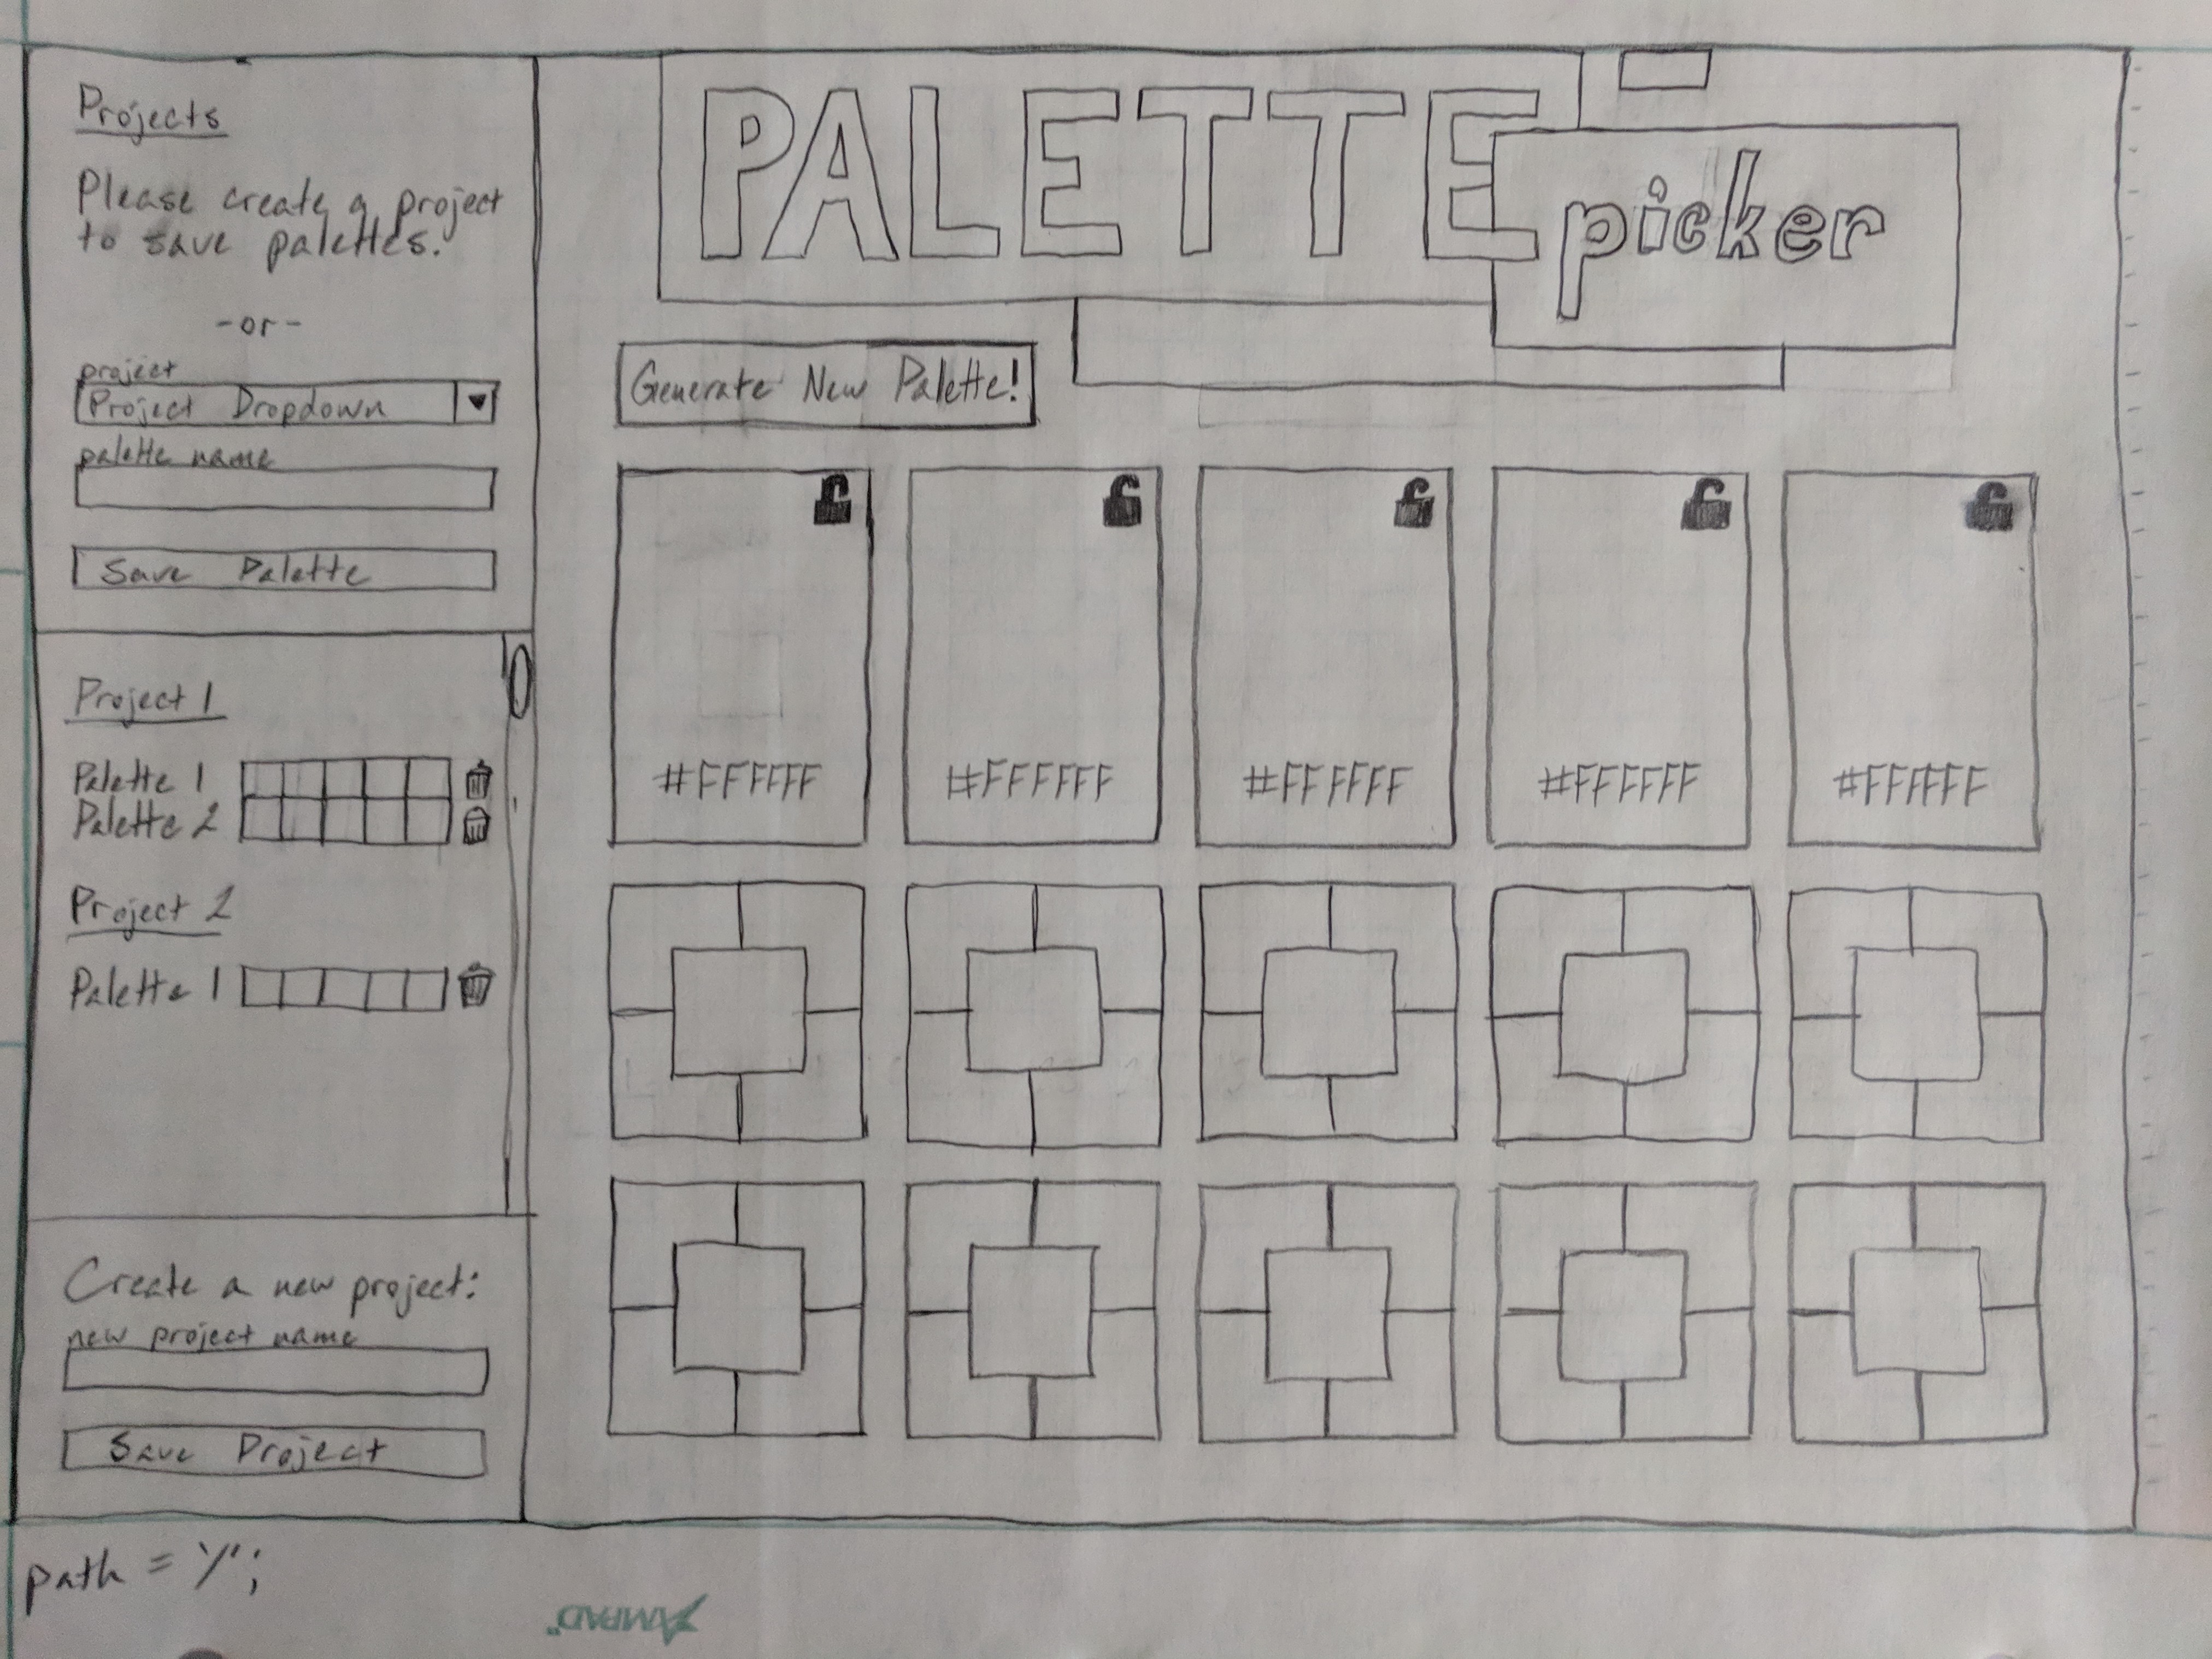 Projects
Please create a project
to save palettes.
-or-
project
Project Dropdown
palette name
Save Palette
Project 1
Palette 1
Palette 2
Project 2
Palette 1
Create a new project:
new project name
Save Project
PALETTE
picker
Generate New Palette!
#FFFFFF
#FFFFFF
#FFFFFF
#FFFFFF
#FFFFFF
path = '/';
AMPAD